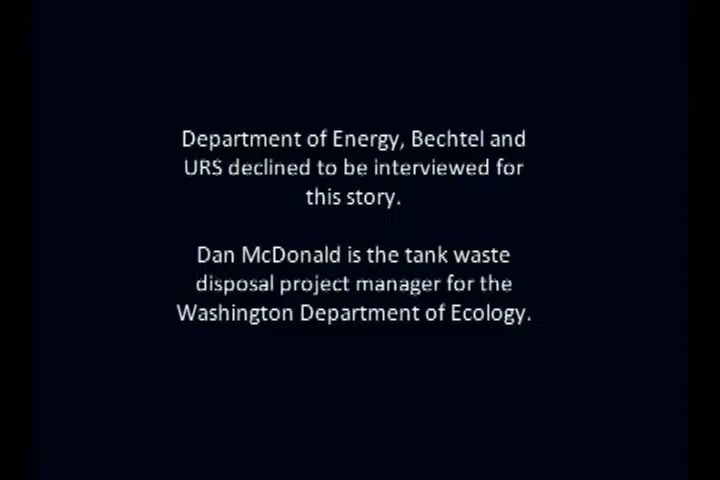 Department of Energy, Bechtel and
URS declined to be interviewed for
this story.
Dan McDonald is the tank waste
disposal project manager for the
Washington Department of Ecology.